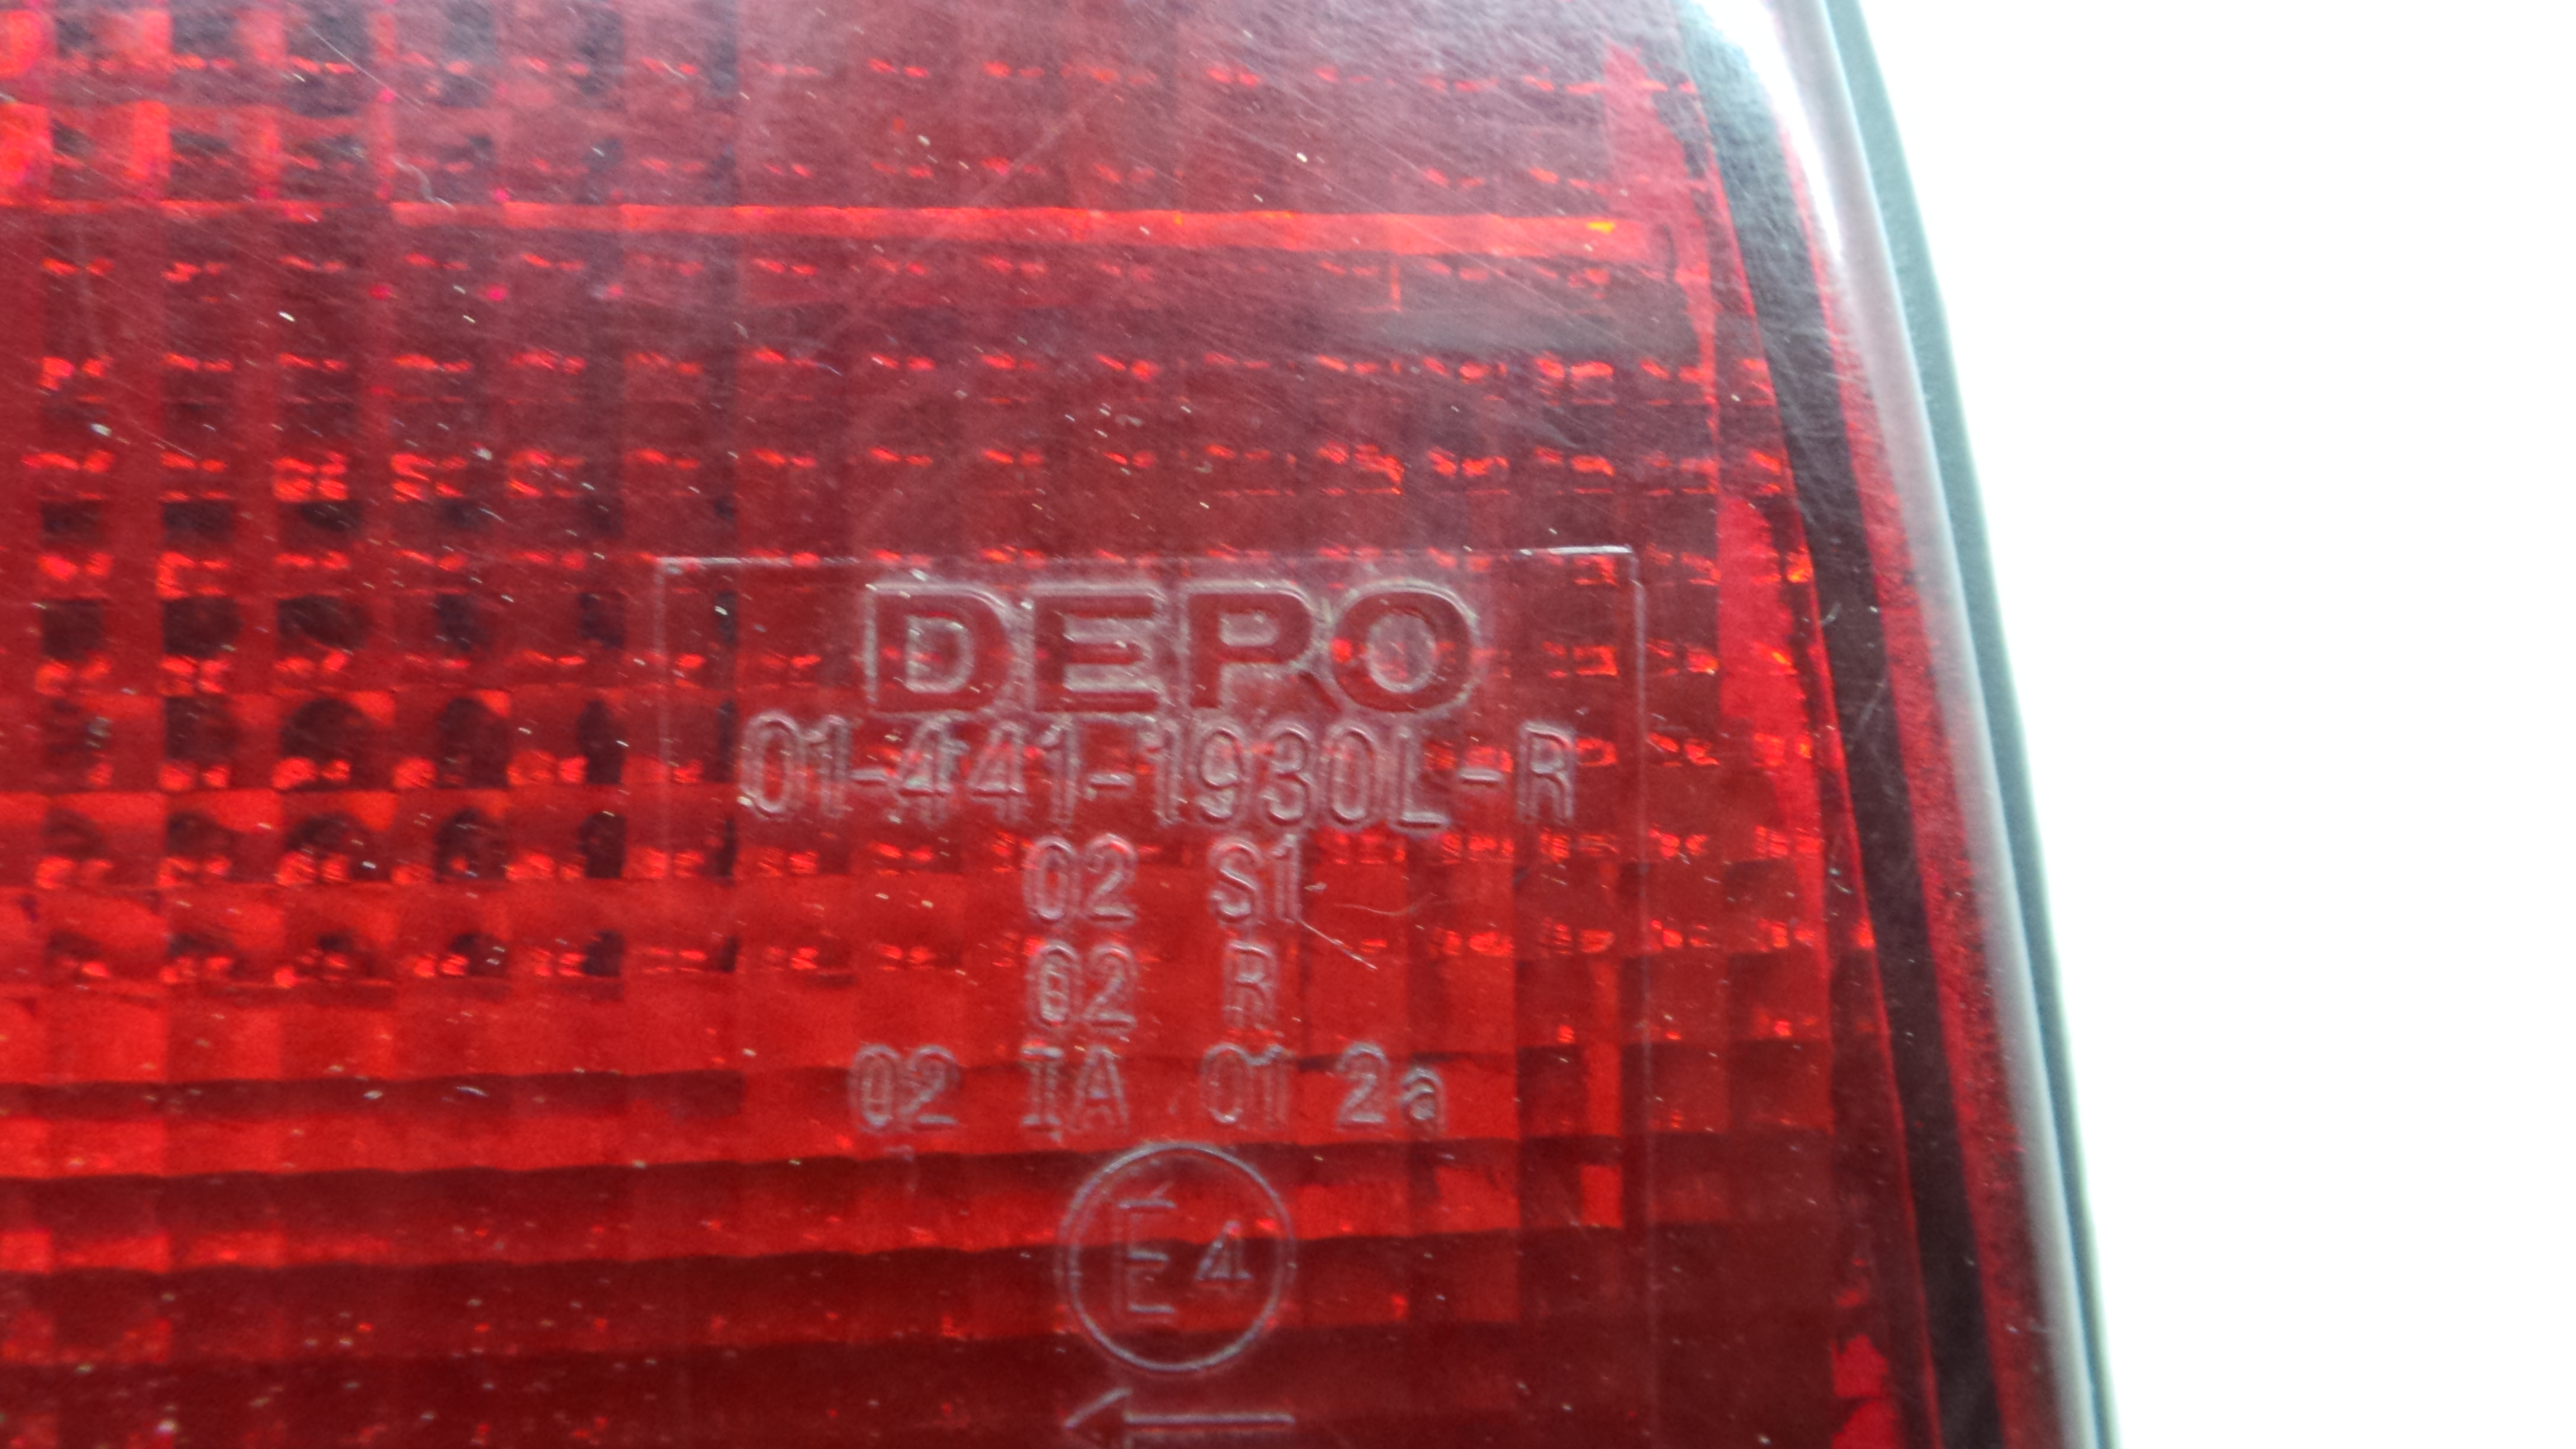 DEPO
01-441-1930L-R
02 S1
02 R
02 IA 01 2a
E4
←